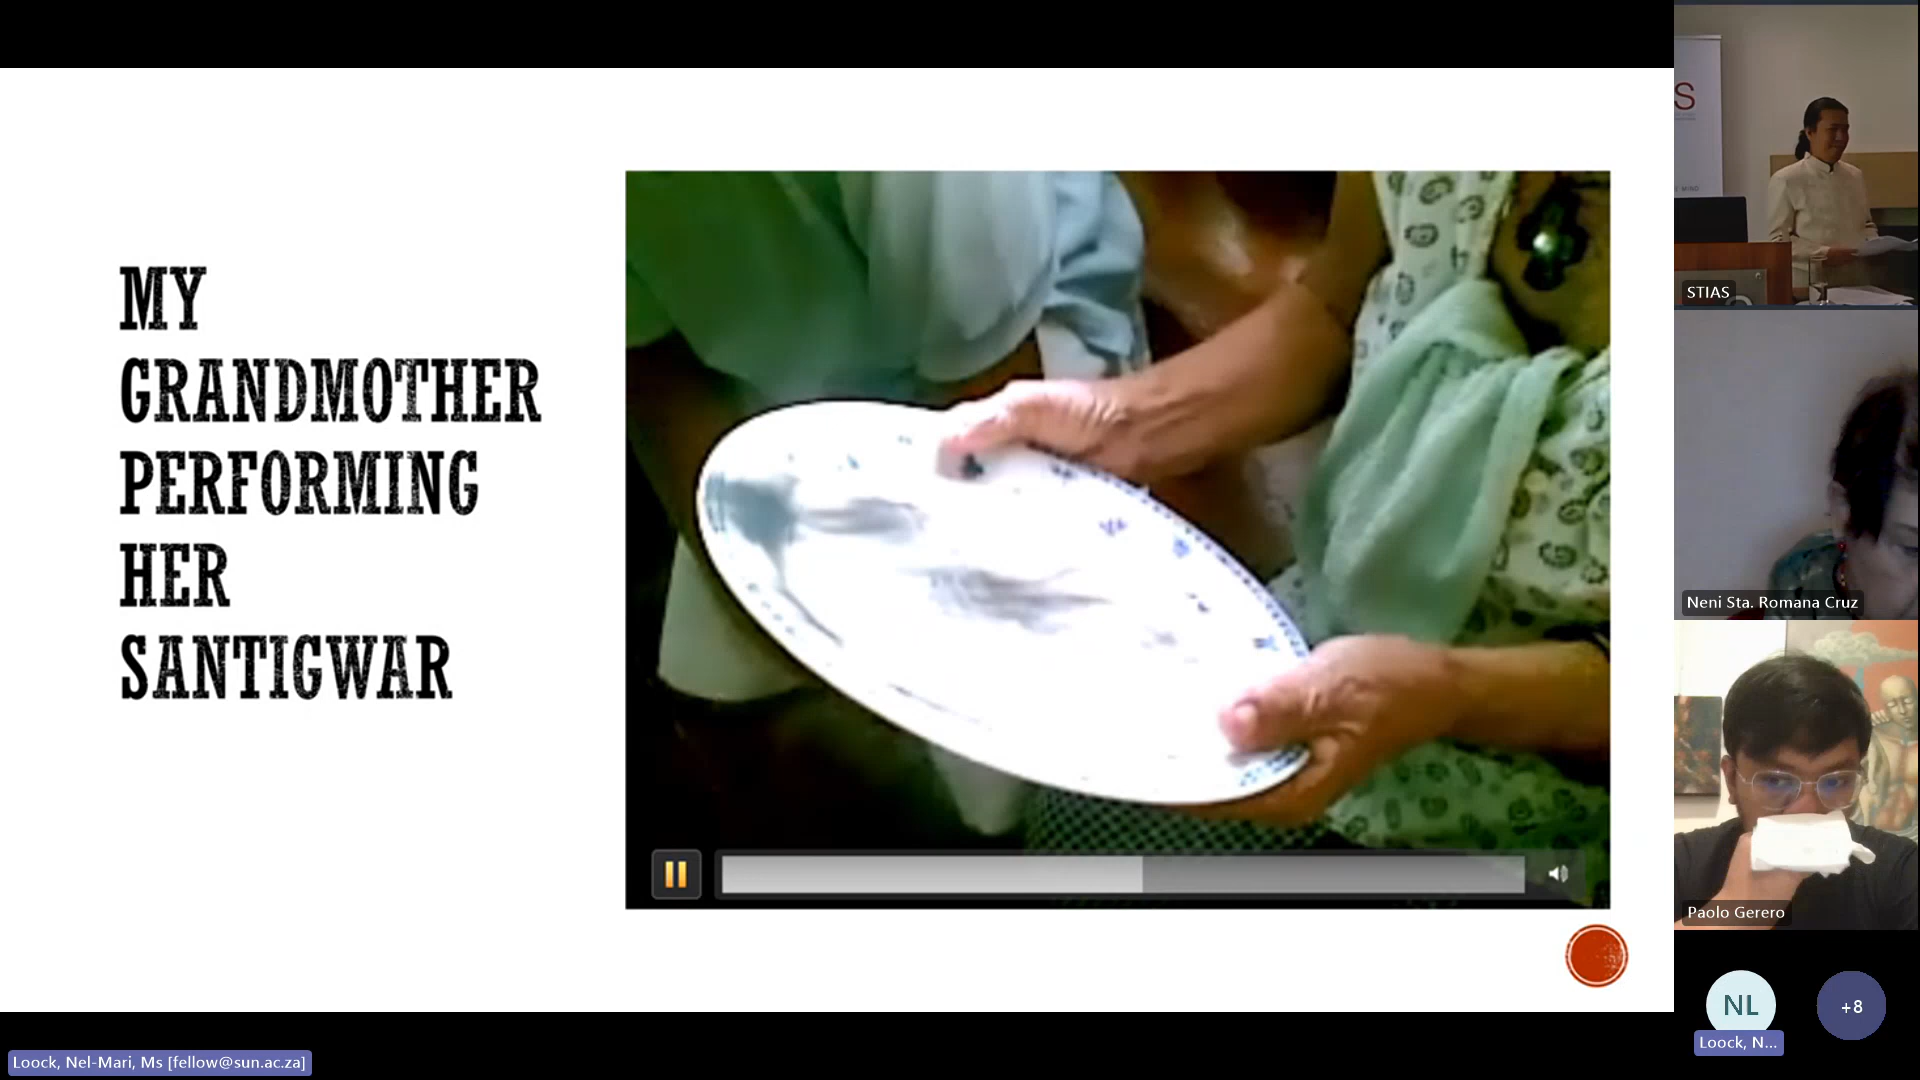 MY
GRANDMOTHER
PERFORMING
HER
SANTIGWAR
S
MIND
STIAS
Neni Sta. Romana Cruz
Paolo Gerero
NL
+8
Loock, N...
Loock, Nel-Mari, Ms [fellow@sun.ac.za]